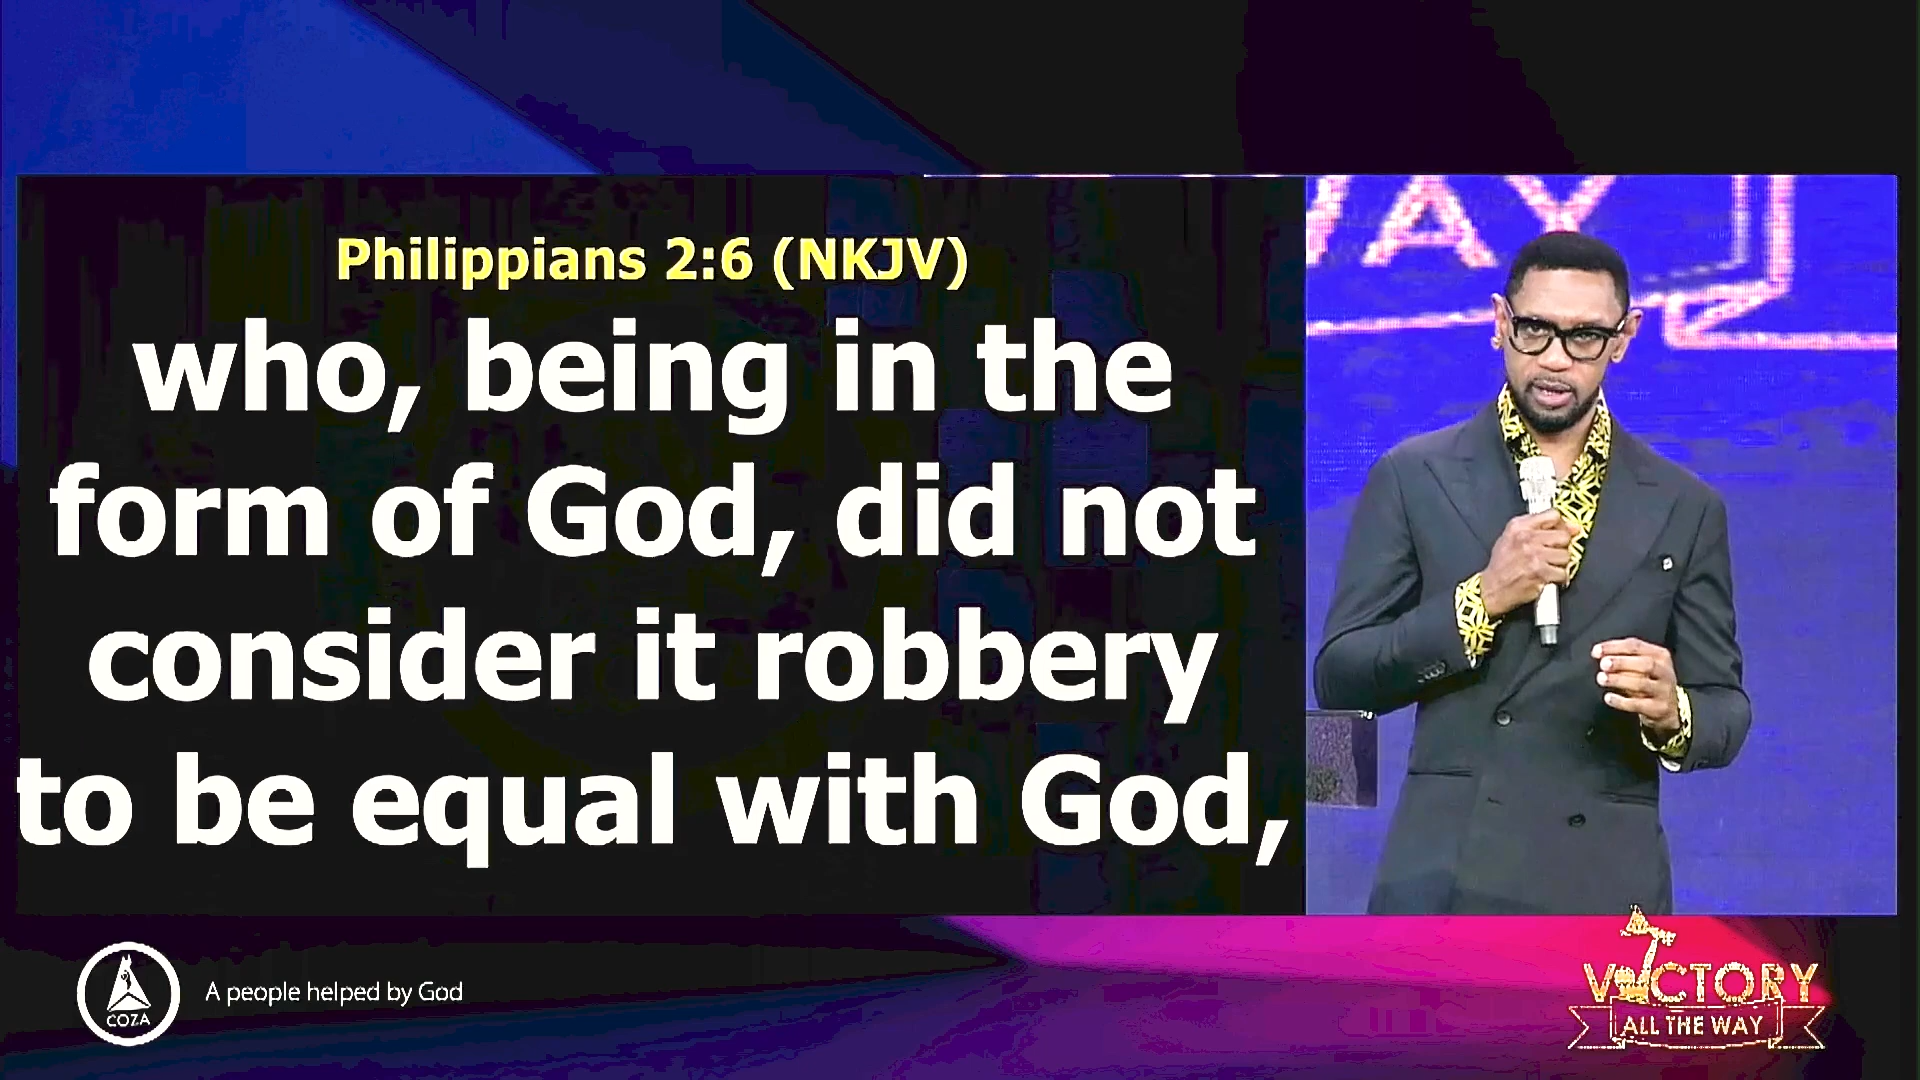 Philippians 2:6 (NKJV)
who, being in the
form of God, did not
consider it robbery
to be equal with God,
WAY
COZA
A people helped by God
VICTORY
ALL THE WAY